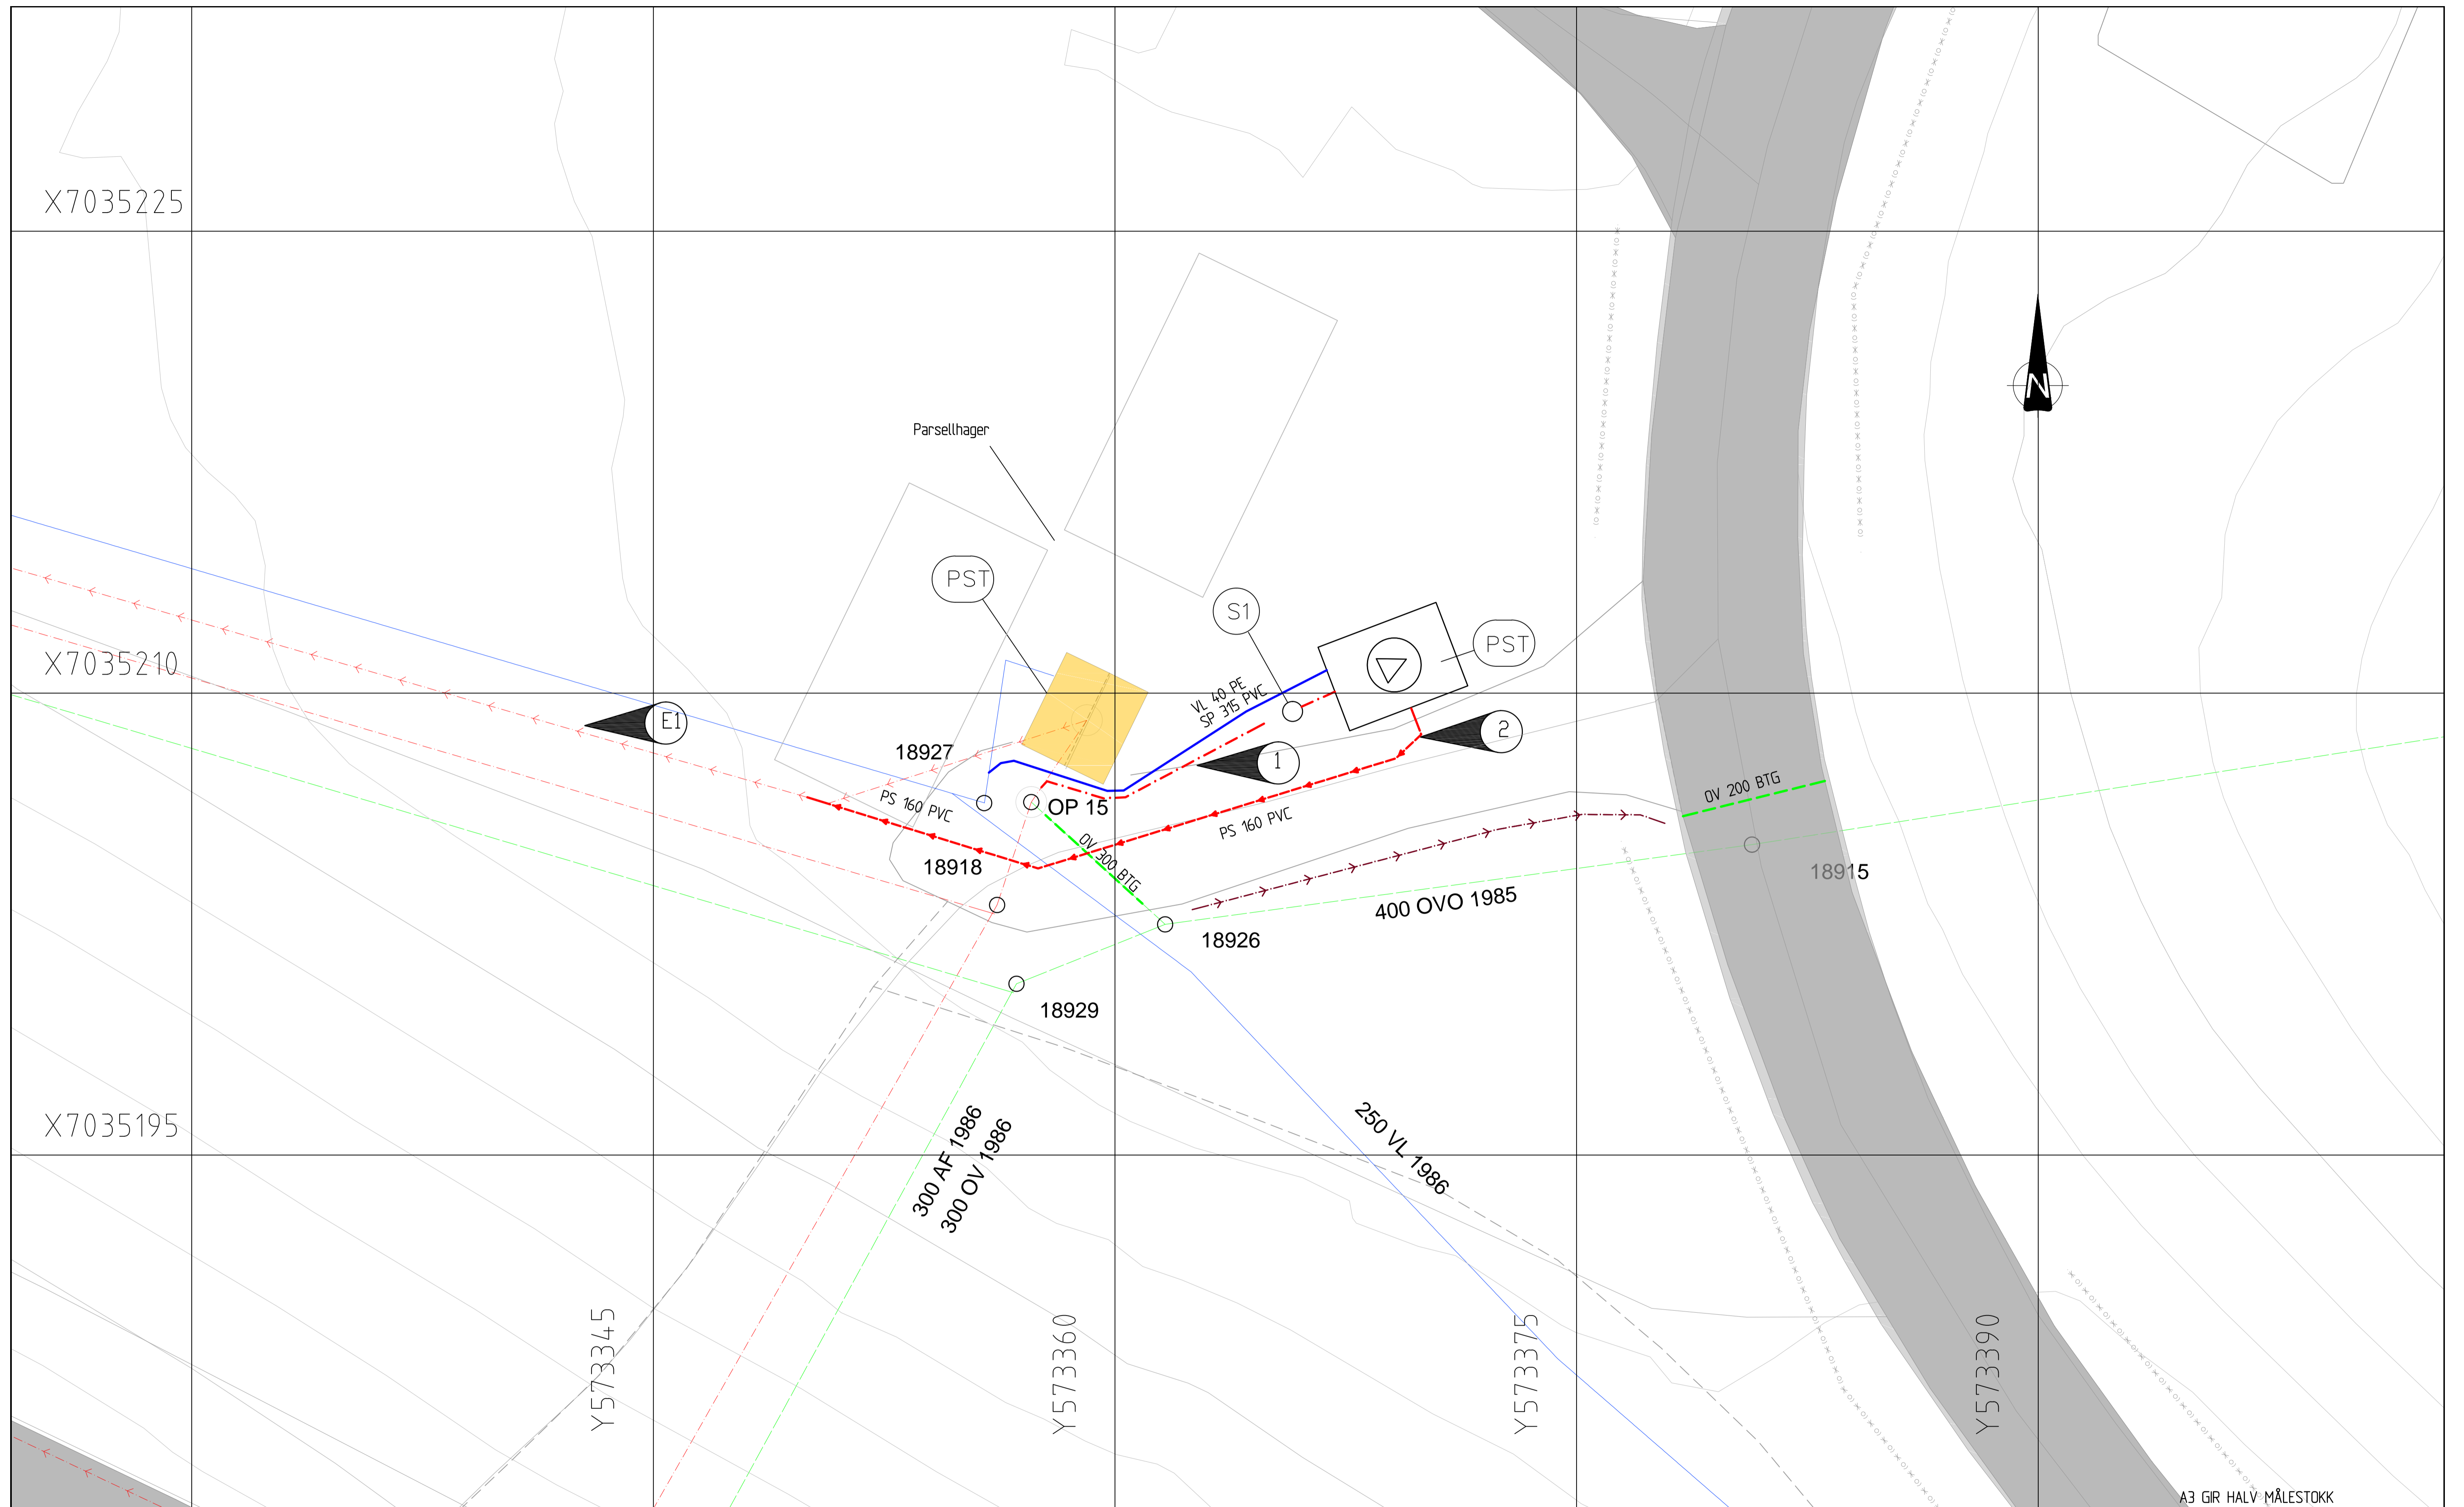 X7035225
N
Parsellhager
PST
S1
PST
X7035210
VL 40 PE
SP 315 PVC
E1
2
18927
1
OV 200 BTG
PS 160 PVC
OP 15
PS 160 PVC
OV 300 BTG
18918
18915
400 OVO 1985
18926
18929
X7035195
300 AF 1986
300 OV 1986
250 VL 1986
Y573345
Y573360
Y573375
Y573390
A3 GIR HALV MÅLESTOKK